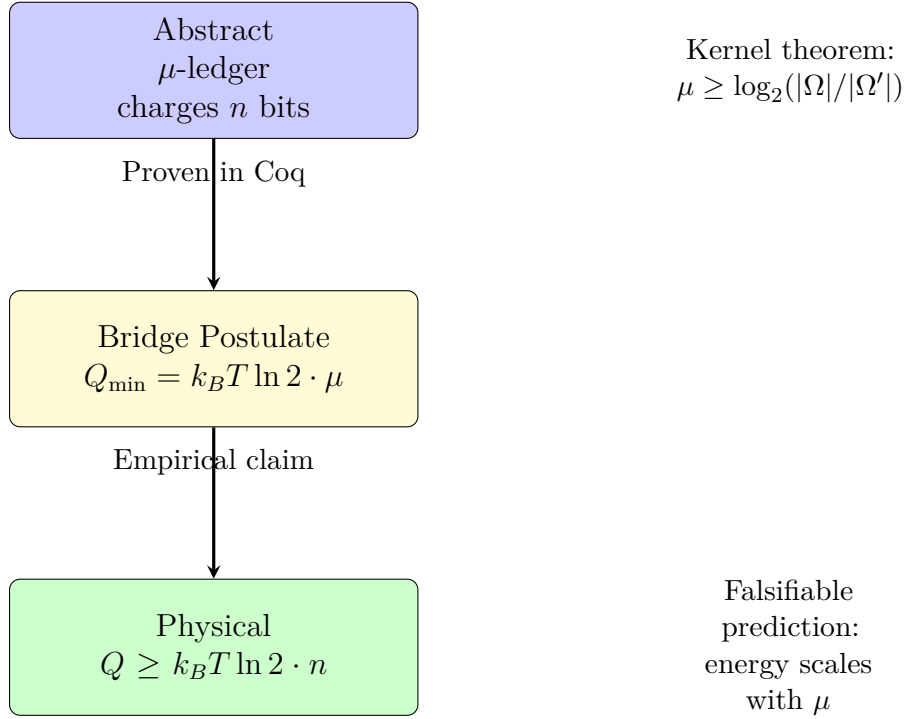 Abstract
μ-ledger
charges n bits
Kernel theorem:
μ ≥ log₂(|Ω|/|Ω′|)
Proven in Coq
Bridge Postulate
Q_min = k_B T ln 2 · μ
Empirical claim
Physical
Q ≥ k_B T ln 2 · n
Falsifiable
prediction:
energy scales
with μ